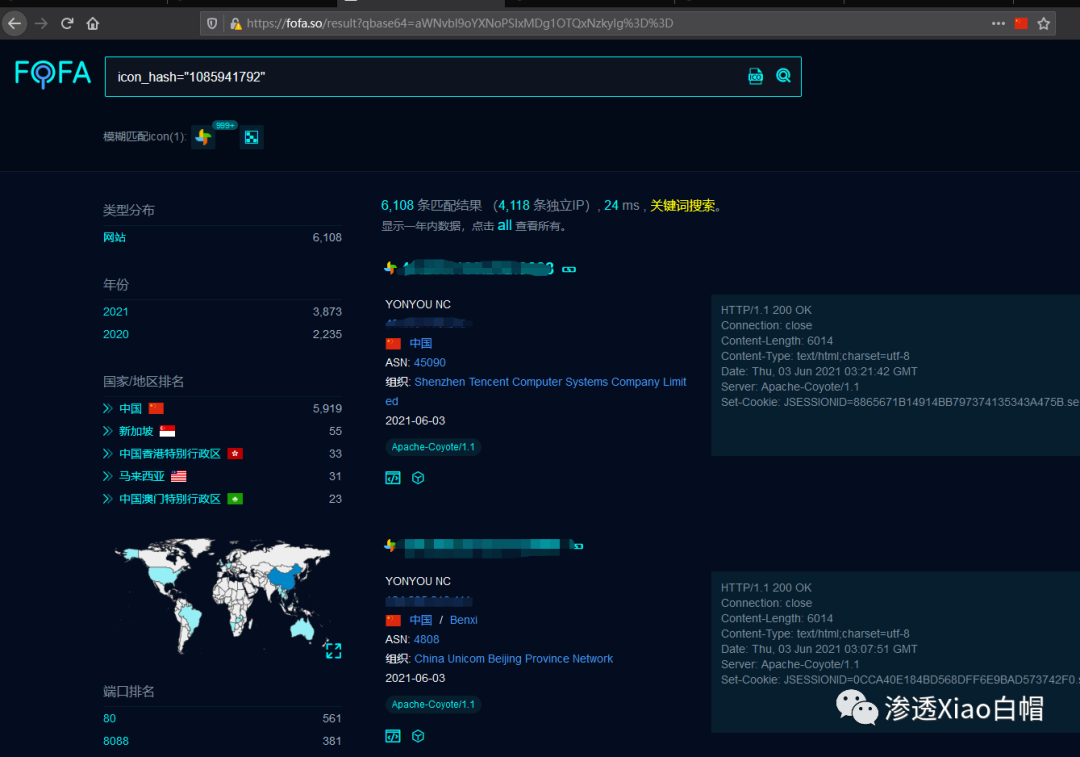 https://fofa.so/result?qbase64=aWNvbl9oYXNoPSIxMDg1OTQxNzkyIg%3D%3D
FOFA
icon_hash="1085941792"
ICO
模糊匹配icon(1):
999+
类型分布
网站 6,108
年份
2021 3,873
2020 2,235
国家/地区排名
中国 5,919
新加坡 55
中国香港特别行政区 33
马来西亚 31
中国澳门特别行政区 23
端口排名
80 561
8088 381
6,108 条匹配结果 （4,118 条独立IP）, 24 ms , 关键词搜索。
显示一年内数据，点击 all 查看所有。
YONYOU NC
中国
ASN: 45090
组织: Shenzhen Tencent Computer Systems Company Limit
ed
2021-06-03
Apache-Coyote/1.1
HTTP/1.1 200 OK
Connection: close
Content-Length: 6014
Content-Type: text/html;charset=utf-8
Date: Thu, 03 Jun 2021 03:21:42 GMT
Server: Apache-Coyote/1.1
Set-Cookie: JSESSIONID=8865671B14914BB797374135343A475B.se
YONYOU NC
中国 / Benxi
ASN: 4808
组织: China Unicom Beijing Province Network
2021-06-03
Apache-Coyote/1.1
HTTP/1.1 200 OK
Connection: close
Content-Length: 6014
Content-Type: text/html;charset=utf-8
Date: Thu, 03 Jun 2021 03:07:51 GMT
Server: Apache-Coyote/1.1
Set-Cookie: JSESSIONID=0CCA40E184BD568DFF6E9BAD573742F0.s
渗透Xiao白帽